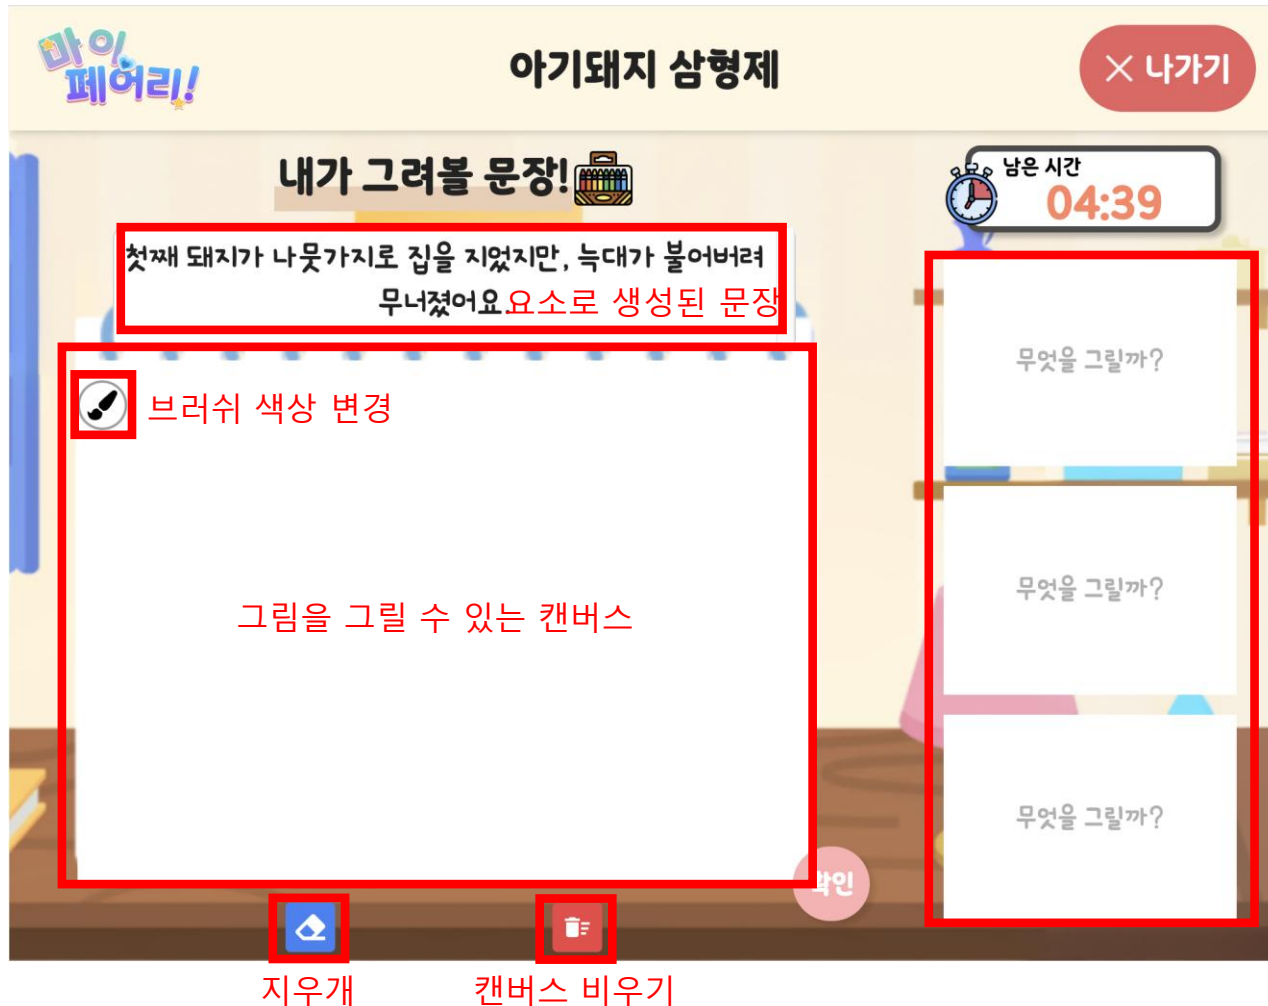 마이
페어리!
아기돼지 삼형제
× 나가기
내가 그려볼 문장!
남은 시간
04:39
첫째 돼지가 나뭇가지로 집을 지었지만, 늑대가 불어버려
무너졌어요.
요소로 생성된 문장
브러쉬 색상 변경
그림을 그릴 수 있는 캔버스
무엇을 그릴까?
무엇을 그릴까?
무엇을 그릴까?
확인
지우개
캔버스 비우기